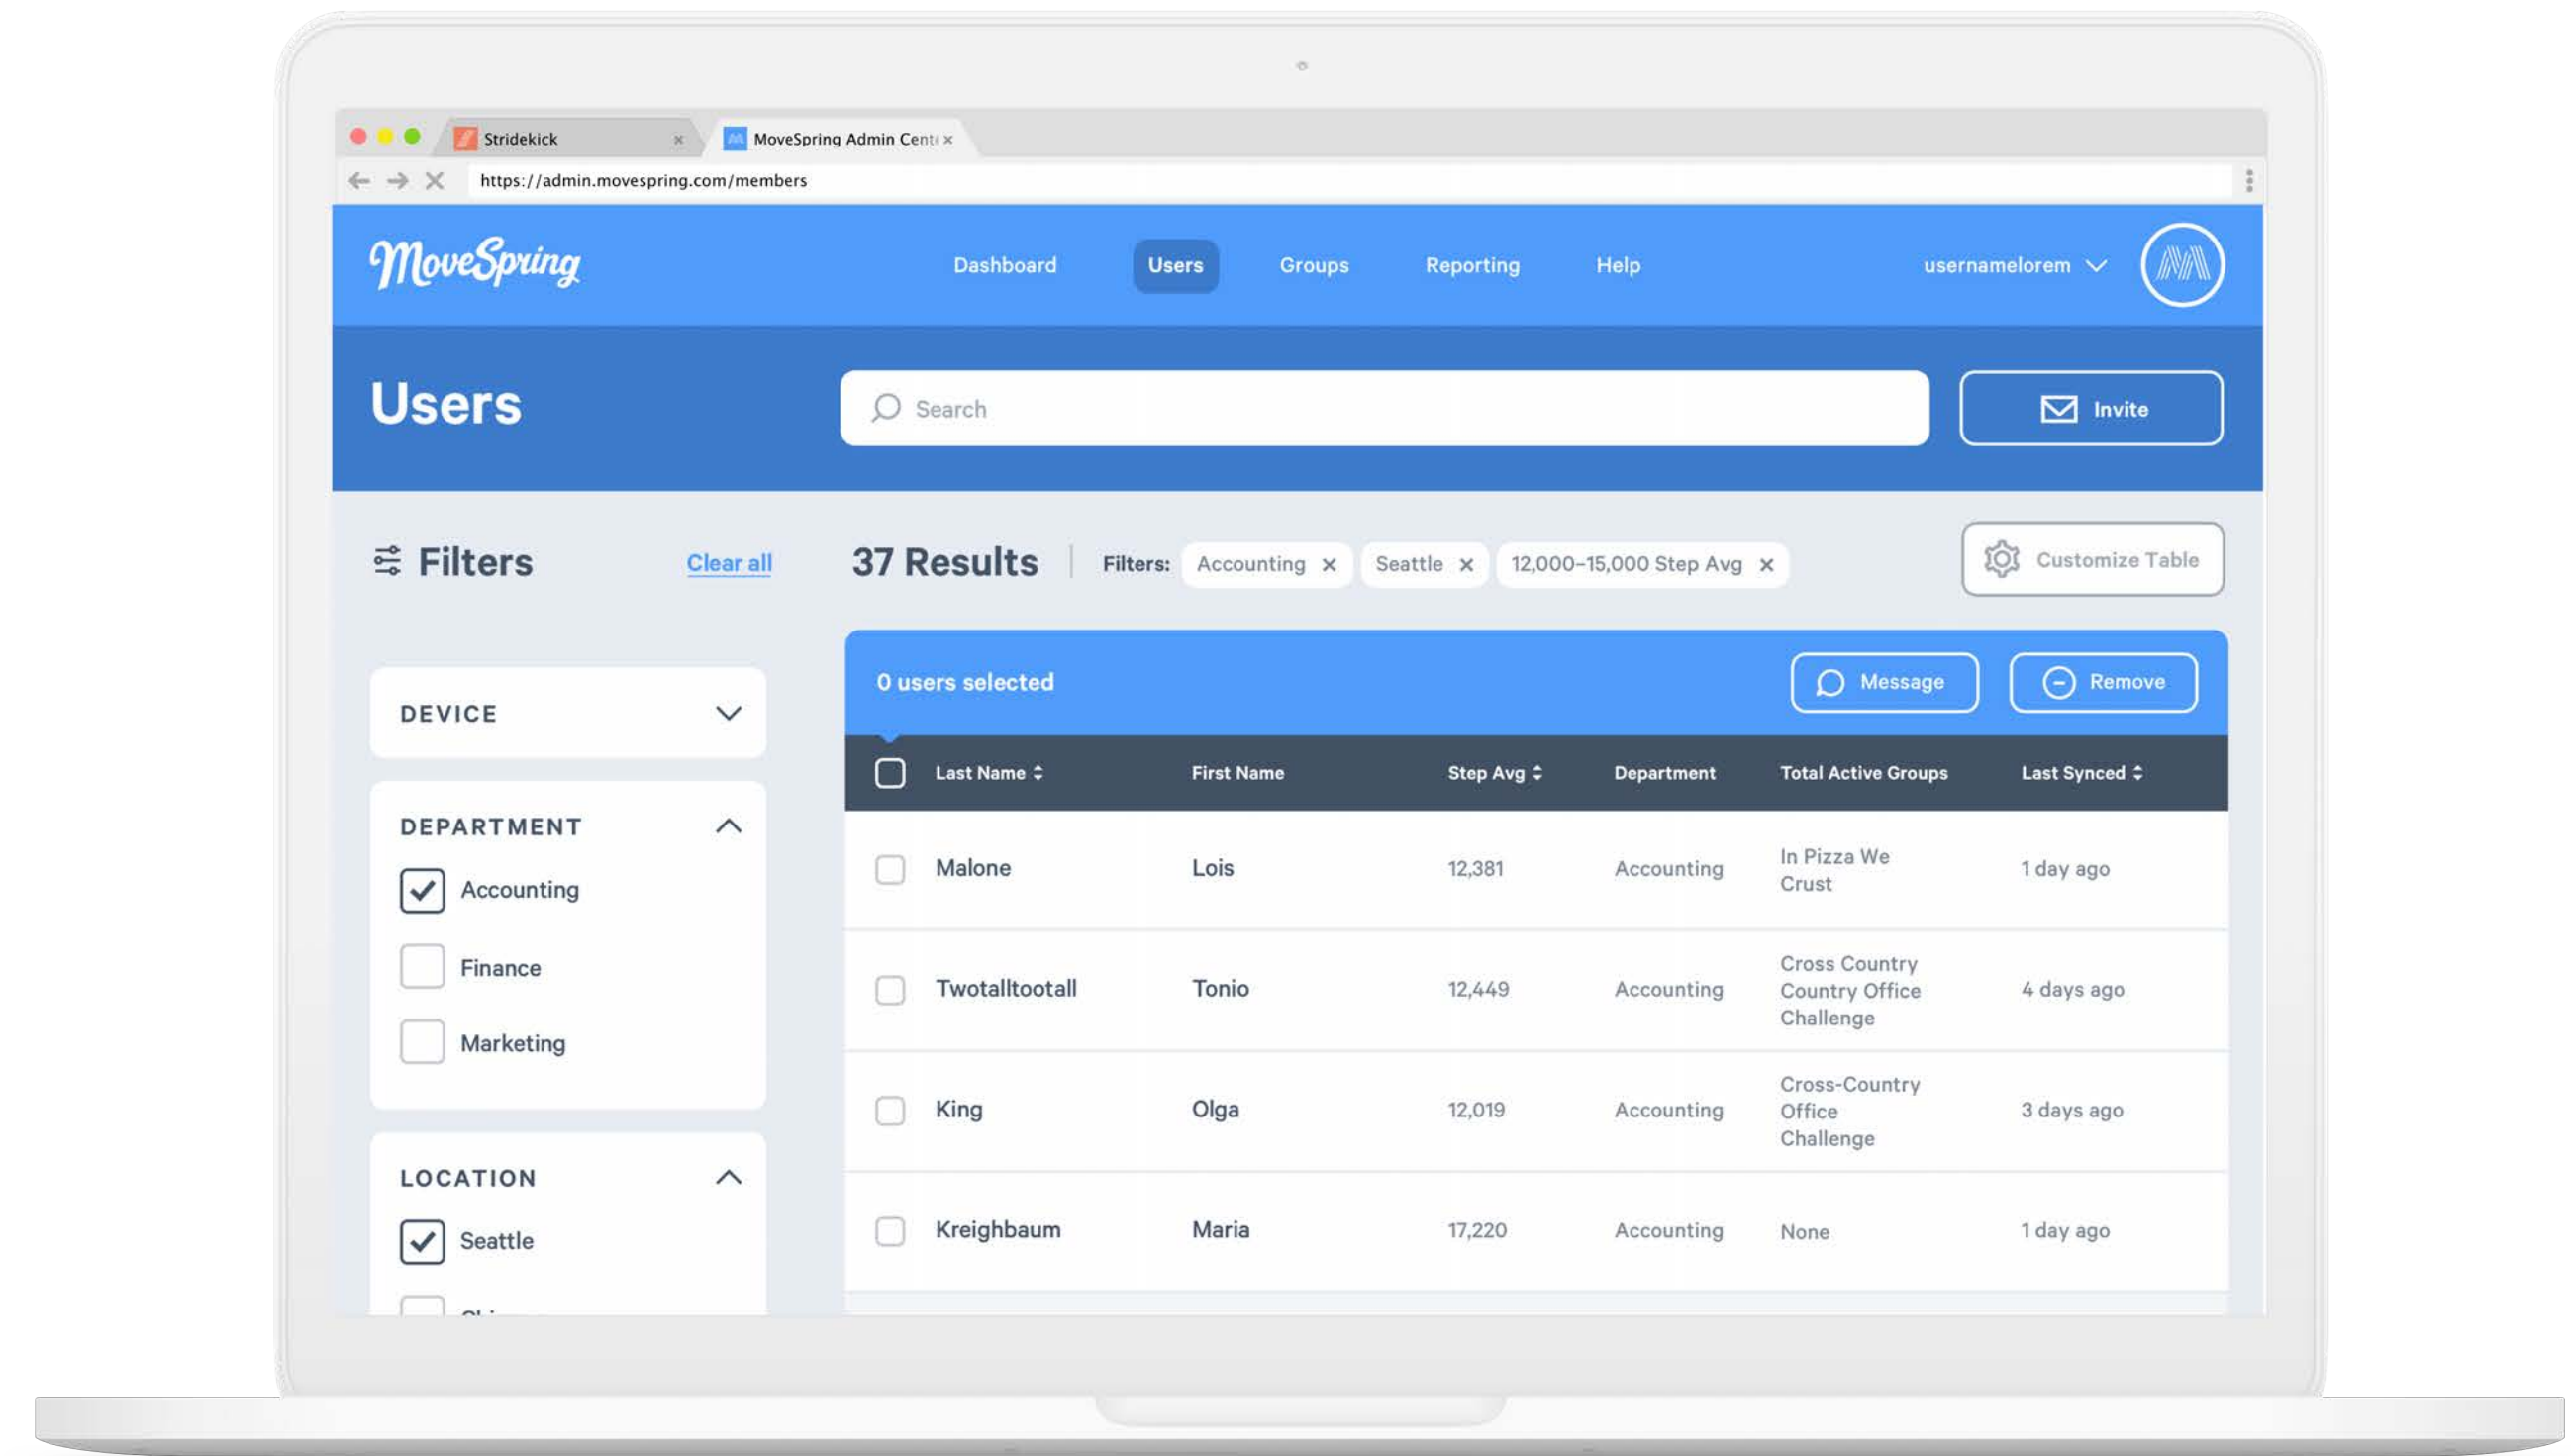 Stridekick
MoveSpring Admin Cent
https://admin.movespring.com/members
MoveSpring
Dashboard
Users
Groups
Reporting
Help
usernamelorem
Users
Search
Invite
Filters
Clear all
37 Results
Filters:
Accounting
Seattle
12,000–15,000 Step Avg
Customize Table
DEVICE
DEPARTMENT
Accounting
Finance
Marketing
LOCATION
Seattle
0 users selected
Message
Remove
Last Name First Name Step Avg Department Total Active Groups Last Synced
Malone Lois 12,381 Accounting In Pizza We
Crust
1 day ago
Twotalltootall Tonio 12,449 Accounting Cross Country
Country Office
Challenge
4 days ago
King Olga 12,019 Accounting Cross-Country
Office
Challenge
3 days ago
Kreighbaum Maria 17,220 Accounting None 1 day ago